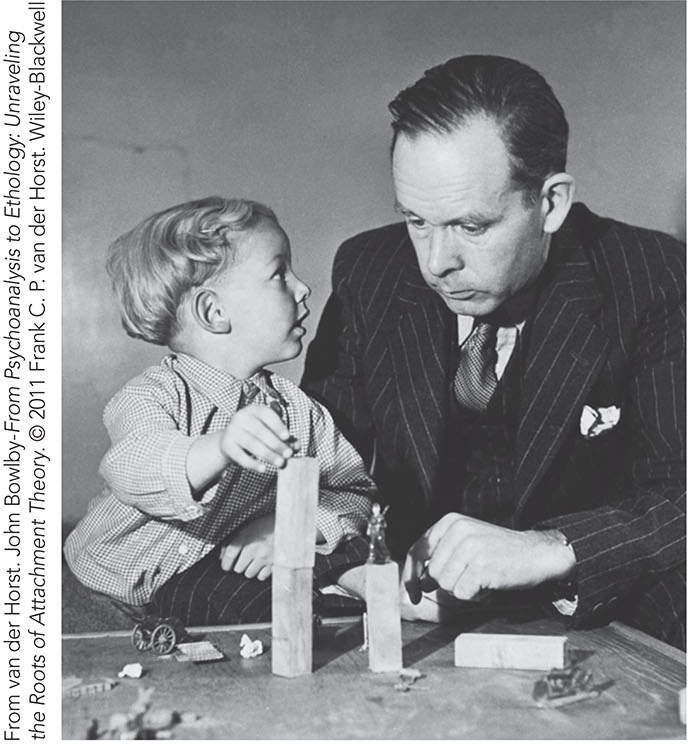 From van der Horst. John Bowlby-From Psychoanalysis to Ethology: Unraveling
the Roots of Attachment Theory. © 2011 Frank C. P. van der Horst. Wiley-Blackwell